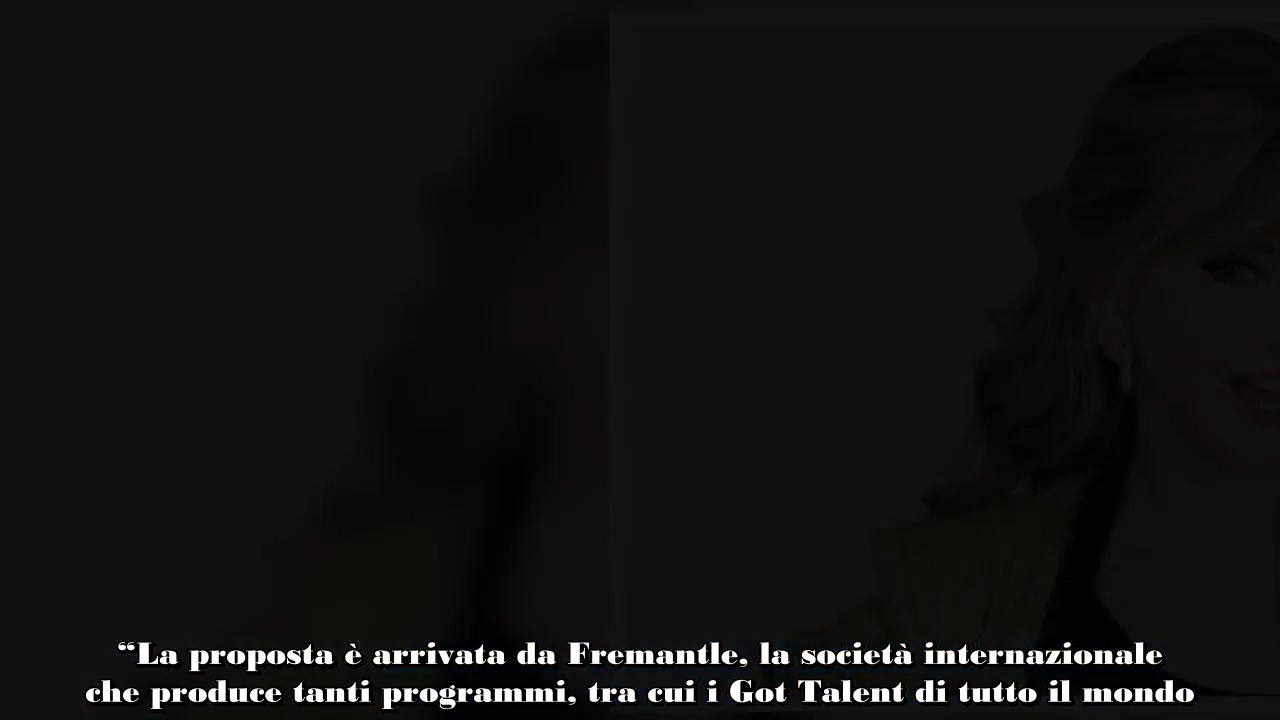 “La proposta è arrivata da Fremantle, la società internazionale
che produce tanti programmi, tra cui i Got Talent di tutto il mondo